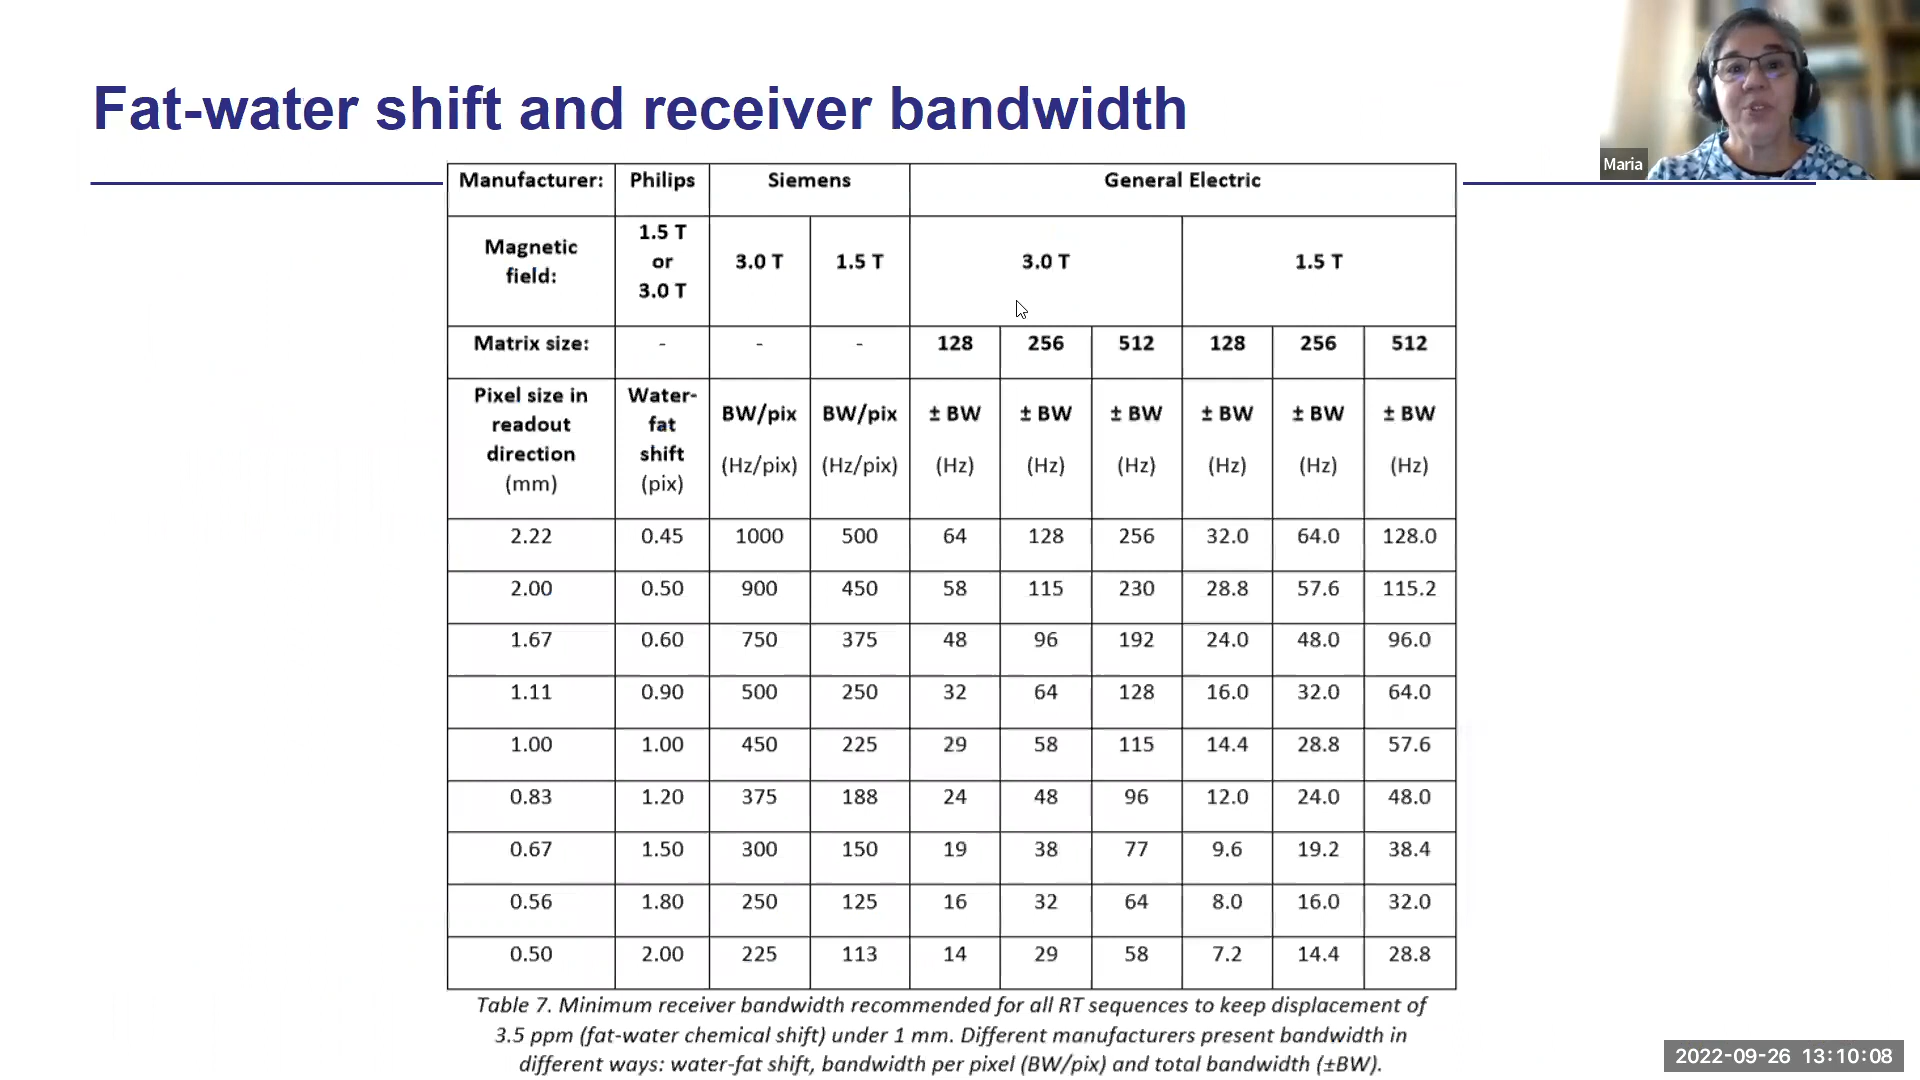 Fat-water shift and receiver bandwidth
Maria
Manufacturer: Philips Siemens General Electric
Magnetic field: 1.5 T or 3.0 T 3.0 T 1.5 T 3.0 T 1.5 T
Matrix size: - - - 128 256 512 128 256 512
Pixel size in readout direction (mm) Water-fat shift (pix) BW/pix (Hz/pix) BW/pix (Hz/pix) ± BW (Hz) ± BW (Hz) ± BW (Hz) ± BW (Hz) ± BW (Hz) ± BW (Hz)
2.22 0.45 1000 500 64 128 256 32.0 64.0 128.0
2.00 0.50 900 450 58 115 230 28.8 57.6 115.2
1.67 0.60 750 375 48 96 192 24.0 48.0 96.0
1.11 0.90 500 250 32 64 128 16.0 32.0 64.0
1.00 1.00 450 225 29 58 115 14.4 28.8 57.6
0.83 1.20 375 188 24 48 96 12.0 24.0 48.0
0.67 1.50 300 150 19 38 77 9.6 19.2 38.4
0.56 1.80 250 125 16 32 64 8.0 16.0 32.0
0.50 2.00 225 113 14 29 58 7.2 14.4 28.8
Table 7. Minimum receiver bandwidth recommended for all RT sequences to keep displacement of
3.5 ppm (fat-water chemical shift) under 1 mm. Different manufacturers present bandwidth in
different ways: water-fat shift, bandwidth per pixel (BW/pix) and total bandwidth (±BW).
2022-09-26 13:10:08